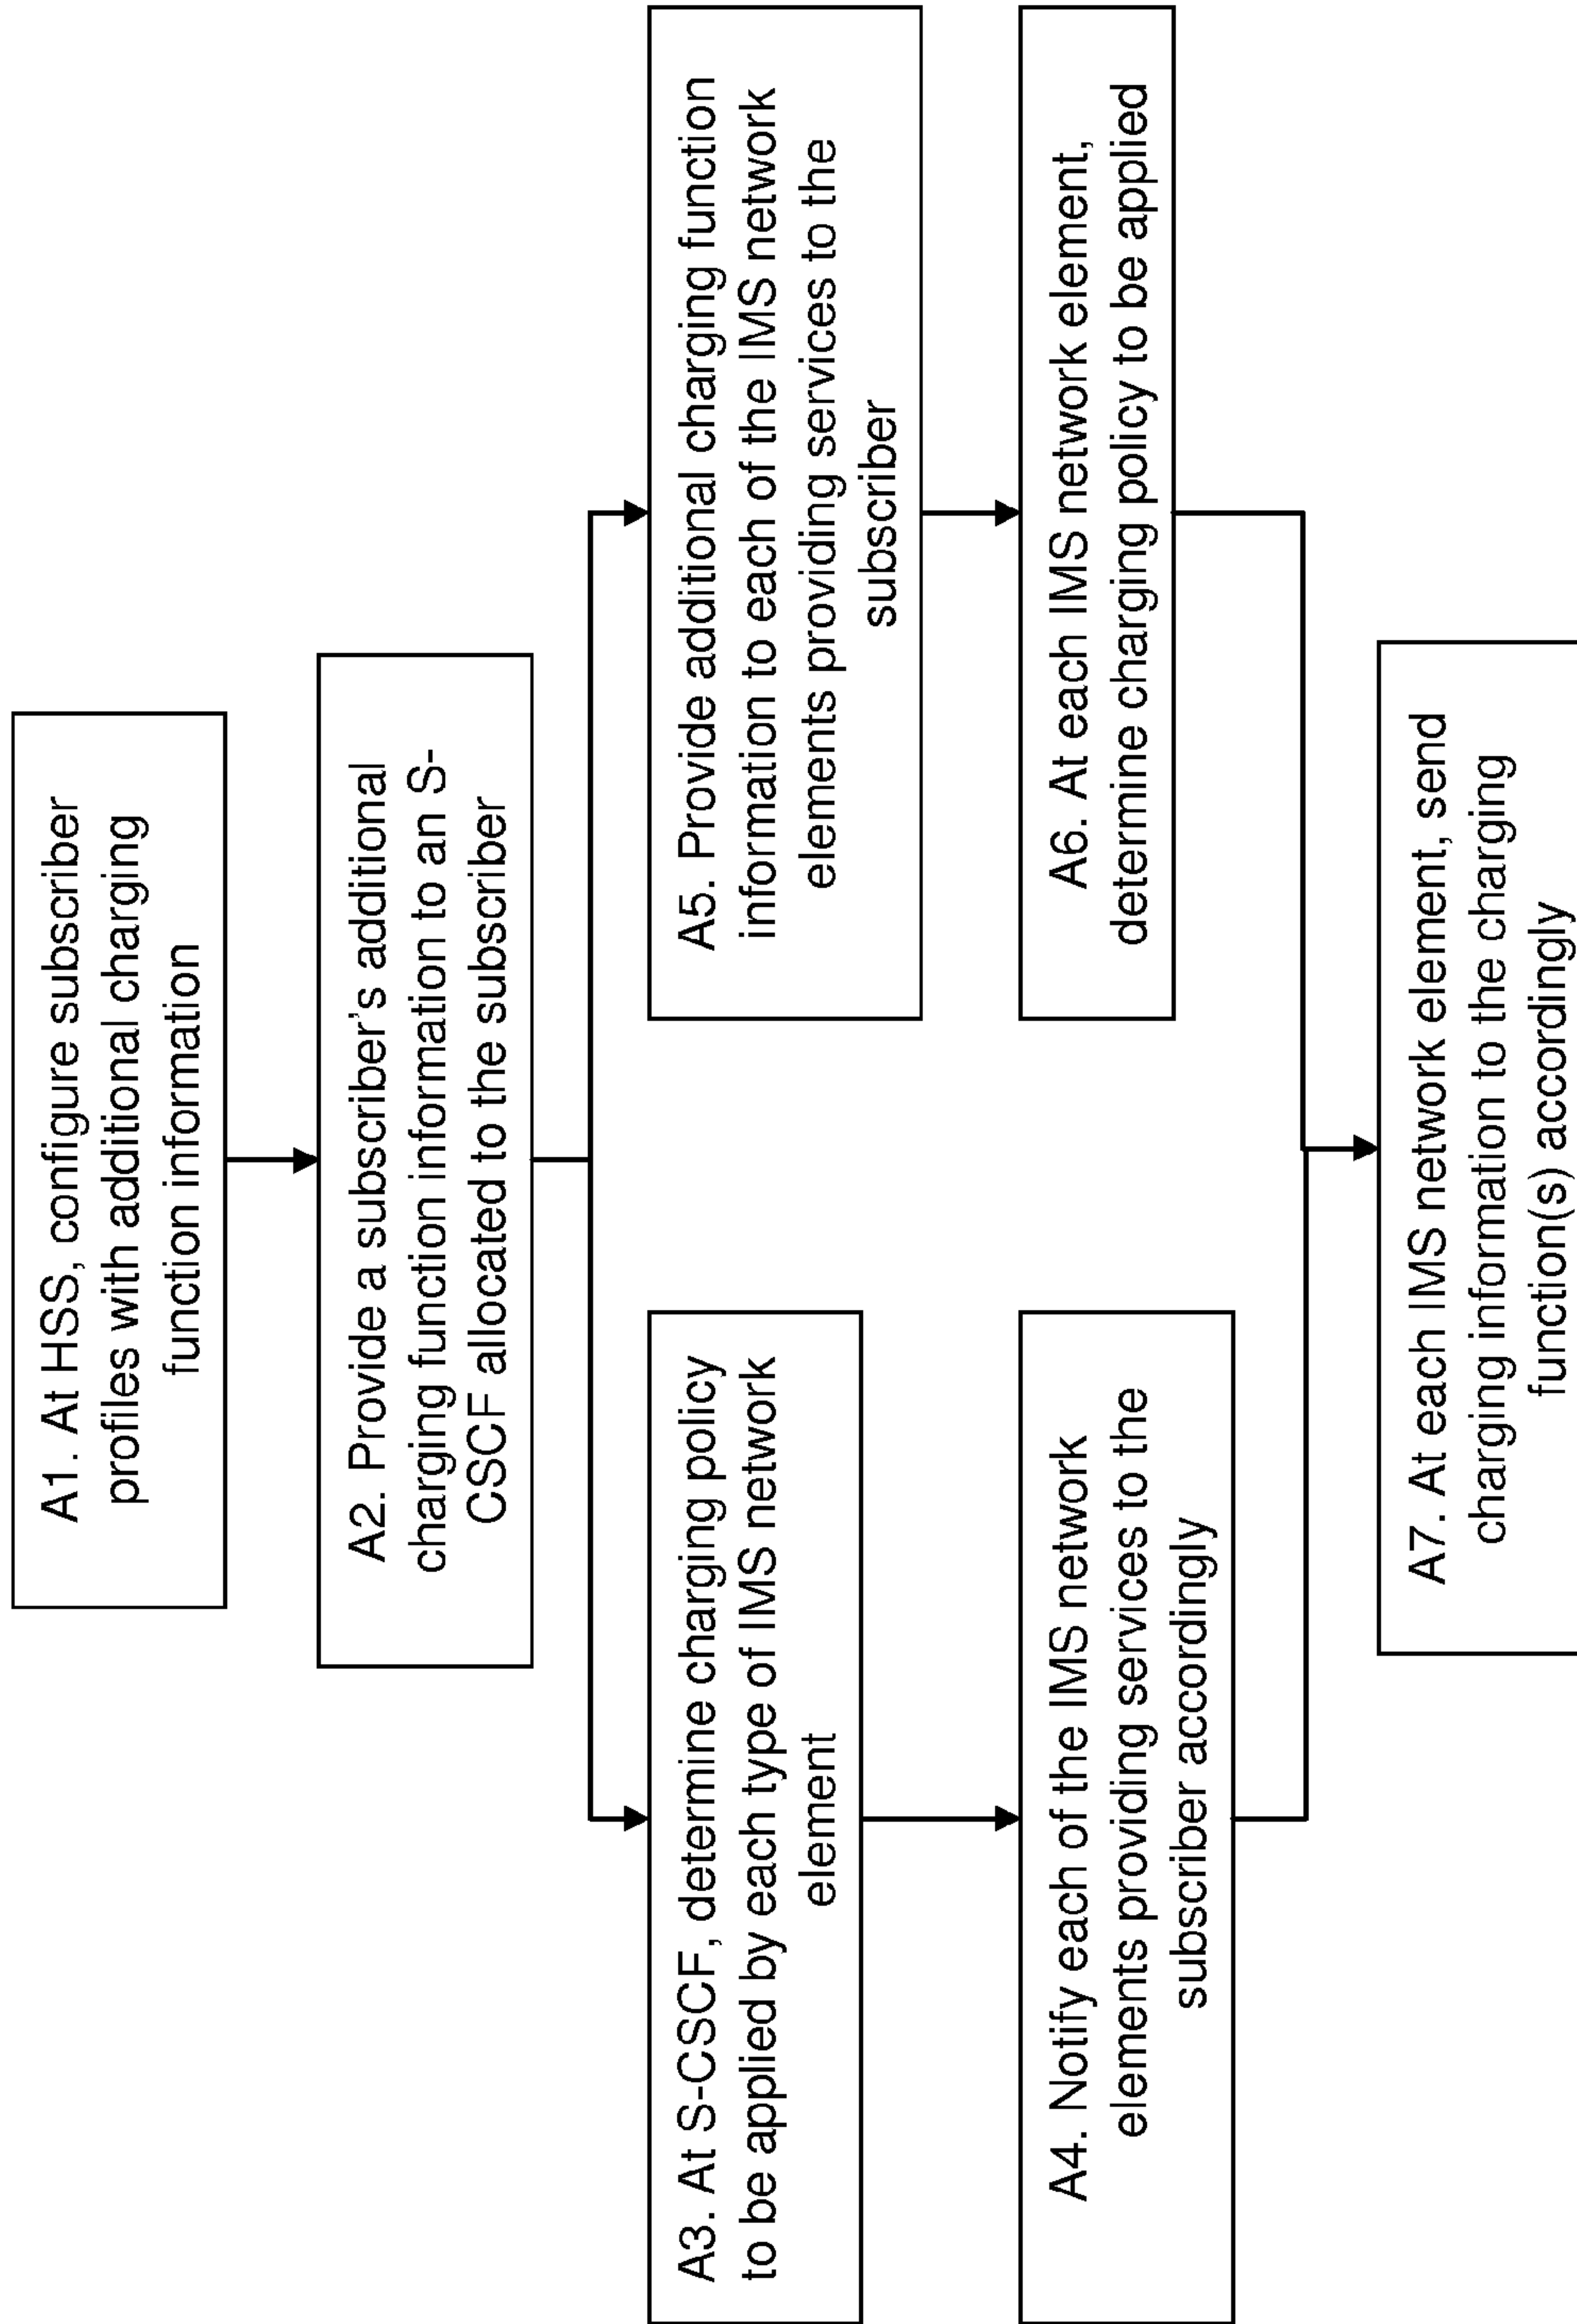 A1. At HSS, configure subscriber
profiles with additional charging
function information
A2. Provide a subscriber's additional
charging function information to an S-
CSCF allocated to the subscriber
A3. At S-CSCF, determine charging policy
to be applied by each type of IMS network
element
A4. Notify each of the IMS network
elements providing services to the
subscriber accordingly
A5. Provide additional charging function
information to each of the IMS network
elements providing services to the
subscriber
A6. At each IMS network element,
determine charging policy to be applied
A7. At each IMS network element, send
charging information to the charging
function(s) accordingly